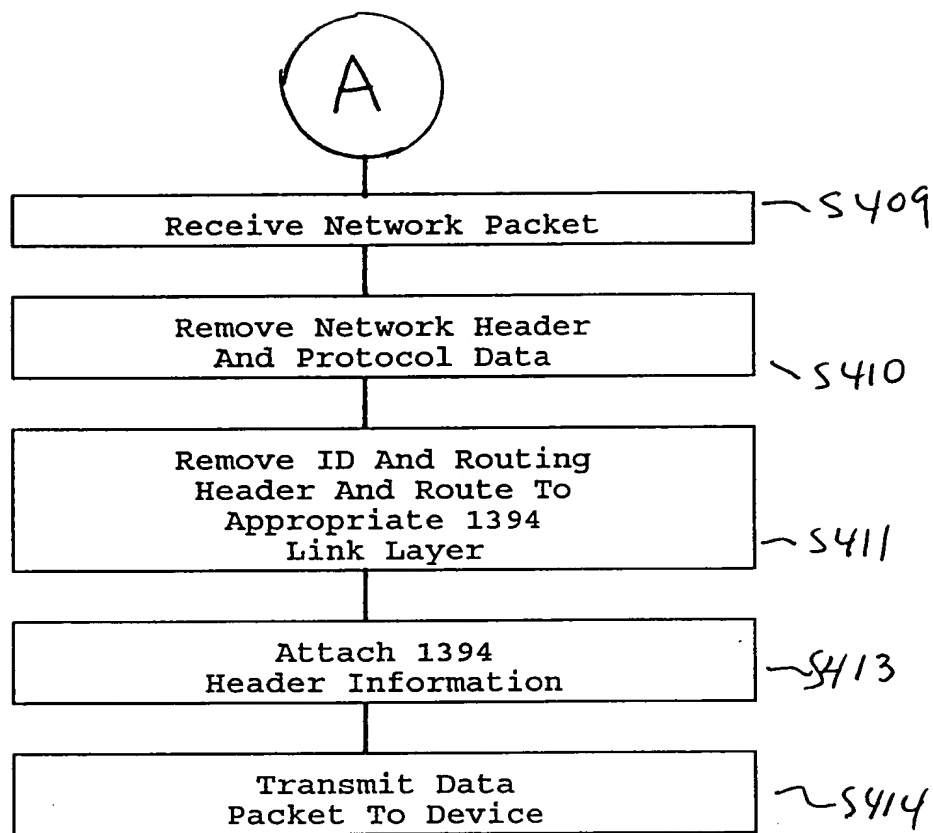 A
Receive Network Packet
S409
Remove Network Header
And Protocol Data
S410
Remove ID And Routing
Header And Route To
Appropriate 1394
Link Layer
S411
Attach 1394
Header Information
S413
Transmit Data
Packet To Device
S414